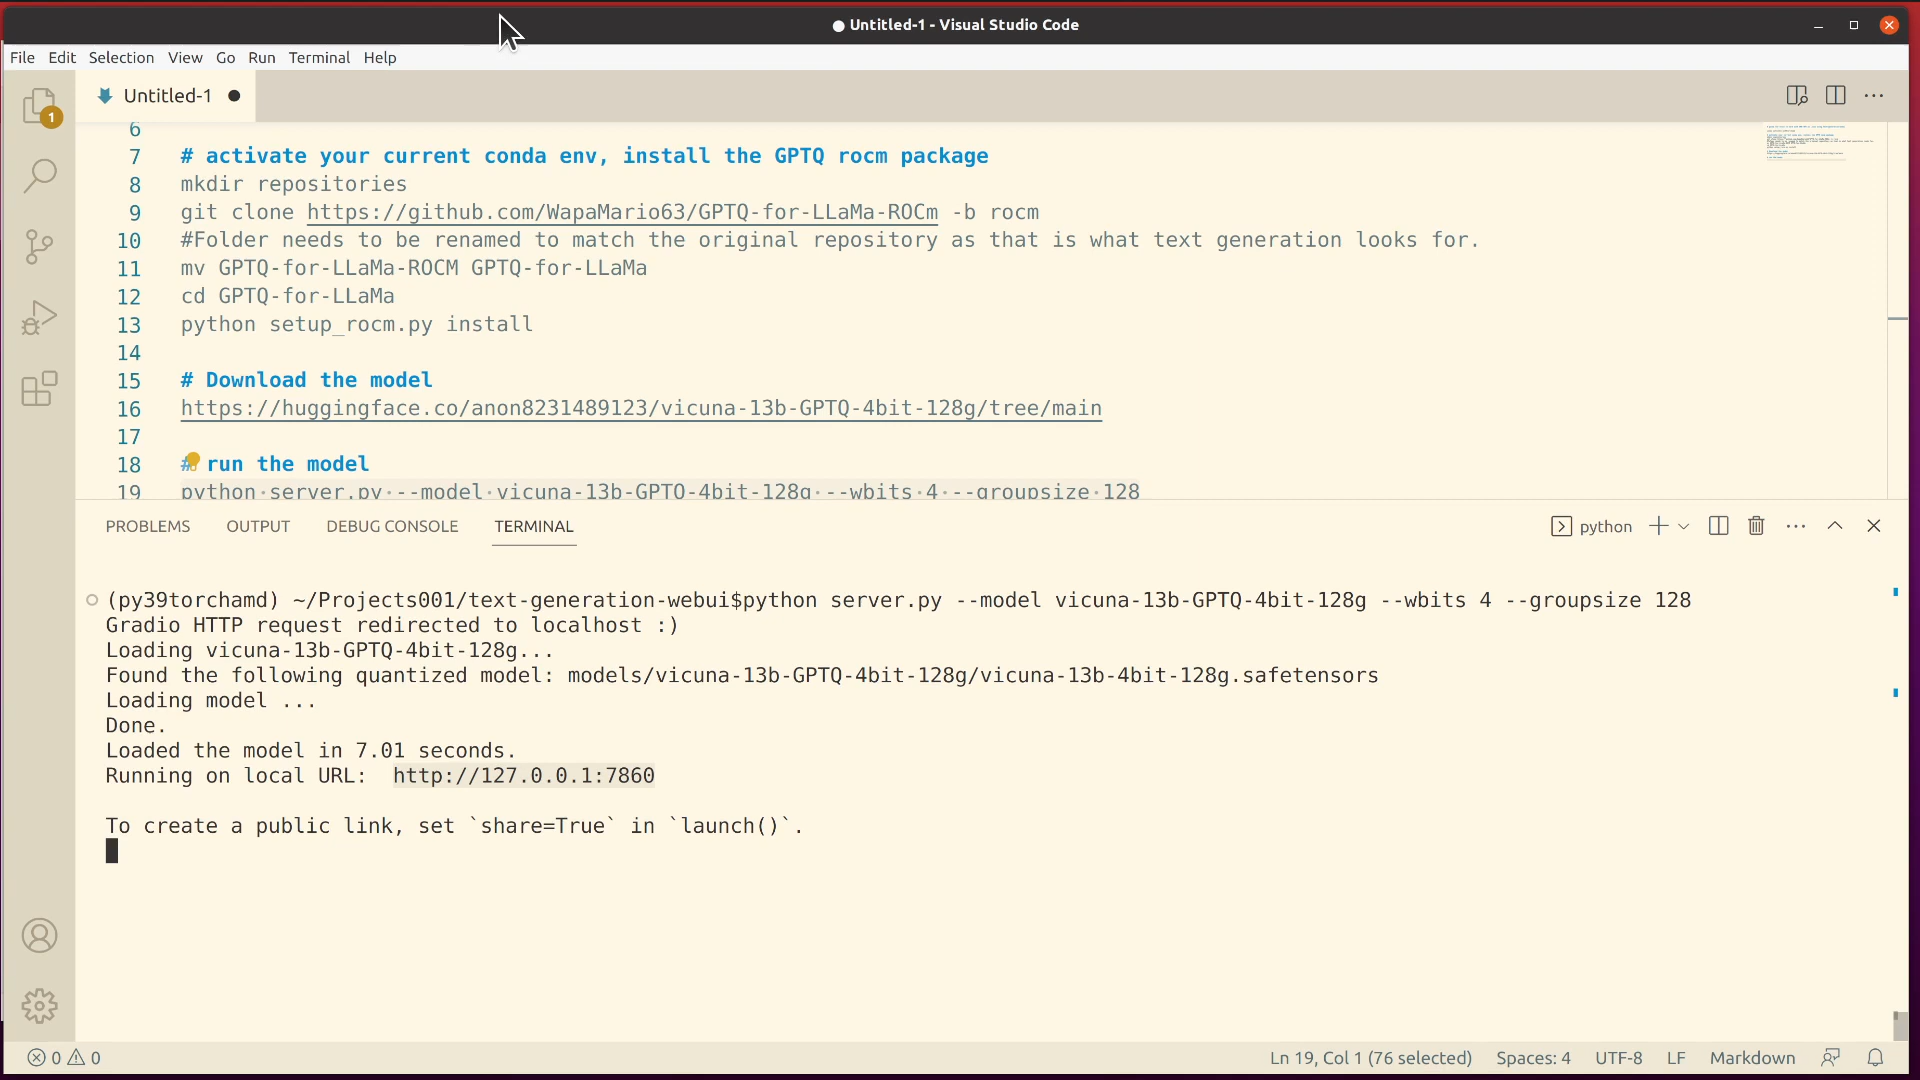 Untitled-1 - Visual Studio Code
File Edit Selection View Go Run Terminal Help
1
Untitled-1
6
7 # activate your current conda env, install the GPTQ rocm package
8 mkdir repositories
9 git clone https://github.com/WapaMario63/GPTQ-for-LLaMa-ROCm -b rocm
10 #Folder needs to be renamed to match the original repository as that is what text generation looks for.
11 mv GPTQ-for-LLaMa-ROCM GPTQ-for-LLaMa
12 cd GPTQ-for-LLaMa
13 python setup_rocm.py install
14
15 # Download the model
16 https://huggingface.co/anon8231489123/vicuna-13b-GPTQ-4bit-128g/tree/main
17
18 # run the model
19 python·server.py·--model·vicuna-13b-GPTQ-4bit-128g·--wbits·4·--groupsize·128
PROBLEMS OUTPUT DEBUG CONSOLE TERMINAL
python
(py39torchamd) ~/Projects001/text-generation-webui$python server.py --model vicuna-13b-GPTQ-4bit-128g --wbits 4 --groupsize 128
Gradio HTTP request redirected to localhost :)
Loading vicuna-13b-GPTQ-4bit-128g...
Found the following quantized model: models/vicuna-13b-GPTQ-4bit-128g/vicuna-13b-4bit-128g.safetensors
Loading model ...
Done.
Loaded the model in 7.01 seconds.
Running on local URL:  http://127.0.0.1:7860
To create a public link, set `share=True` in `launch()`.
0 0
Ln 19, Col 1 (76 selected) Spaces: 4 UTF-8 LF Markdown